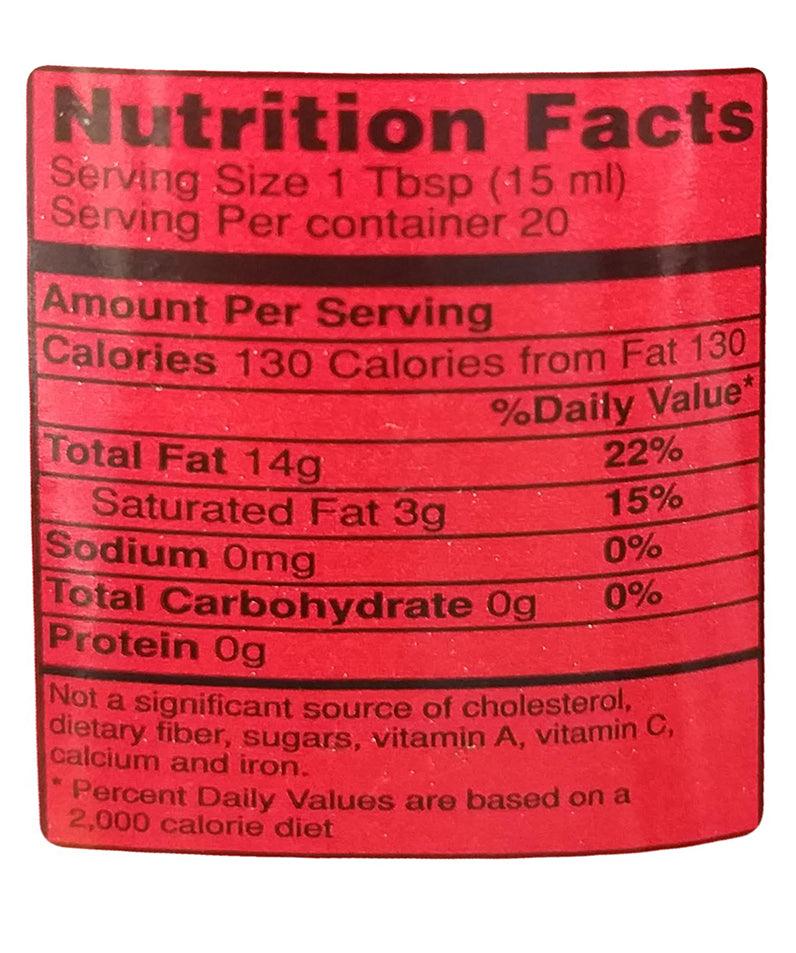 Nutrition Facts
Serving Size 1 Tbsp (15 ml)
Serving Per container 20
Amount Per Serving
Calories 130 Calories from Fat 130
%Daily Value*
Total Fat 14g 22%
Saturated Fat 3g 15%
Sodium 0mg 0%
Total Carbohydrate 0g 0%
Protein 0g
Not a significant source of cholesterol,
dietary fiber, sugars, vitamin A, vitamin C,
calcium and iron.
* Percent Daily Values are based on a
2,000 calorie diet